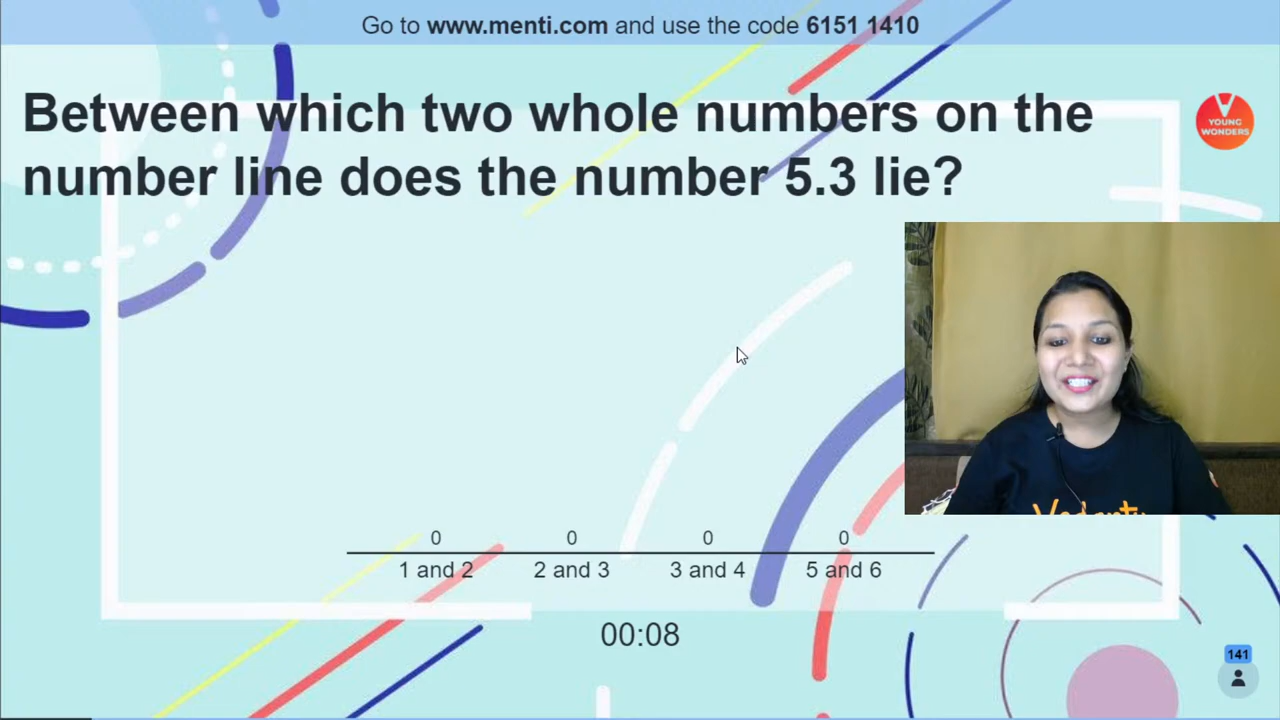 Go to www.menti.com and use the code 6151 1410
Between which two whole numbers on the
number line does the number 5.3 lie?
V
YOUNG
WONDERS
0 0 0 0
1 and 2 2 and 3 3 and 4 5 and 6
00:08
141